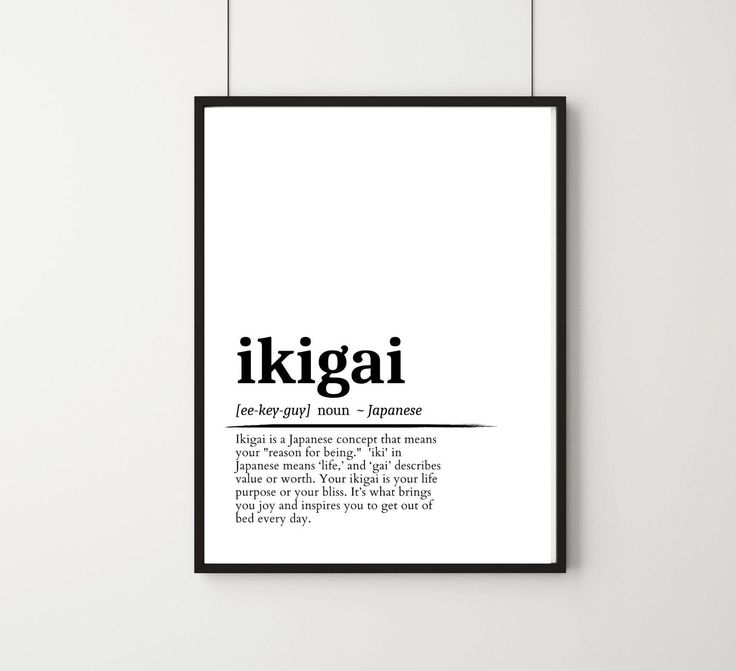 ikigai
[ee-key-guy] noun ~ Japanese
Ikigai is a Japanese concept that means
your "reason for being." 'iki' in
Japanese means ‘life,’ and ‘gai’ describes
value or worth. Your ikigai is your life
purpose or your bliss. It’s what brings
you joy and inspires you to get out of
bed every day.